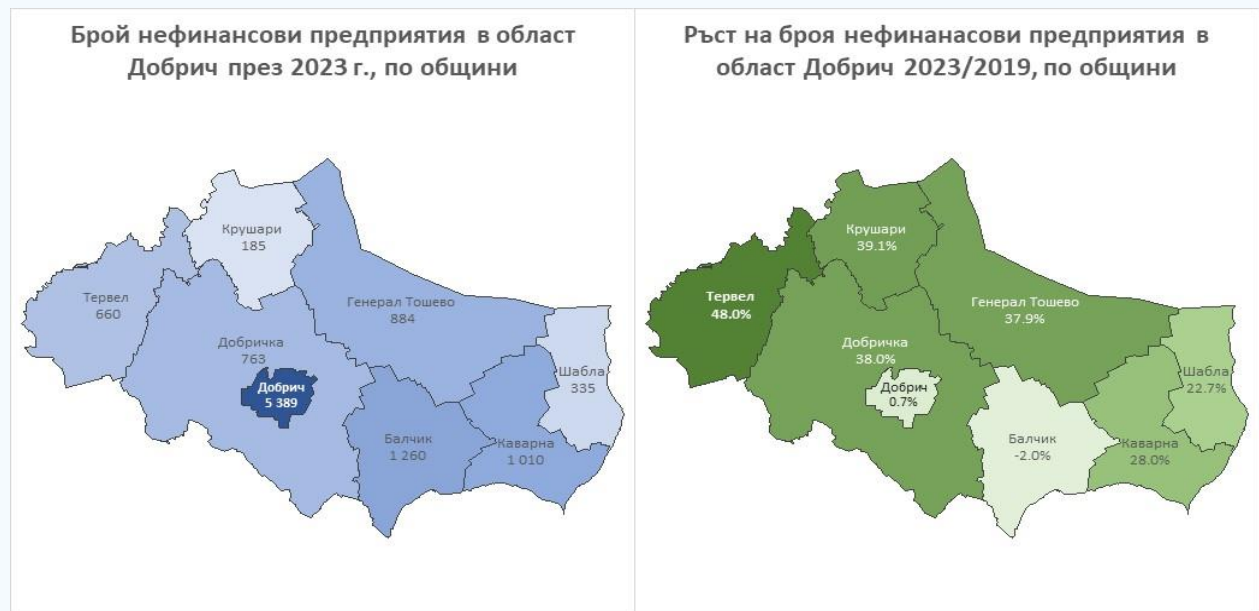 Брой нефинансови предприятия в област
Добрич през 2023 г., по общини
Крушари
185
Тервел
660
Генерал Тошево
884
Добричка
763
Шабла
335
Добрич
5 389
Балчик
1 260
Каварна
1 010
Ръст на броя нефинанасови предприятия в
област Добрич 2023/2019, по общини
Крушари
39.1%
Тервел
48.0%
Генерал Тошево
37.9%
Добричка
38.0%
Шабла
22.7%
Добрич
0.7%
Балчик
-2.0%
Каварна
28.0%